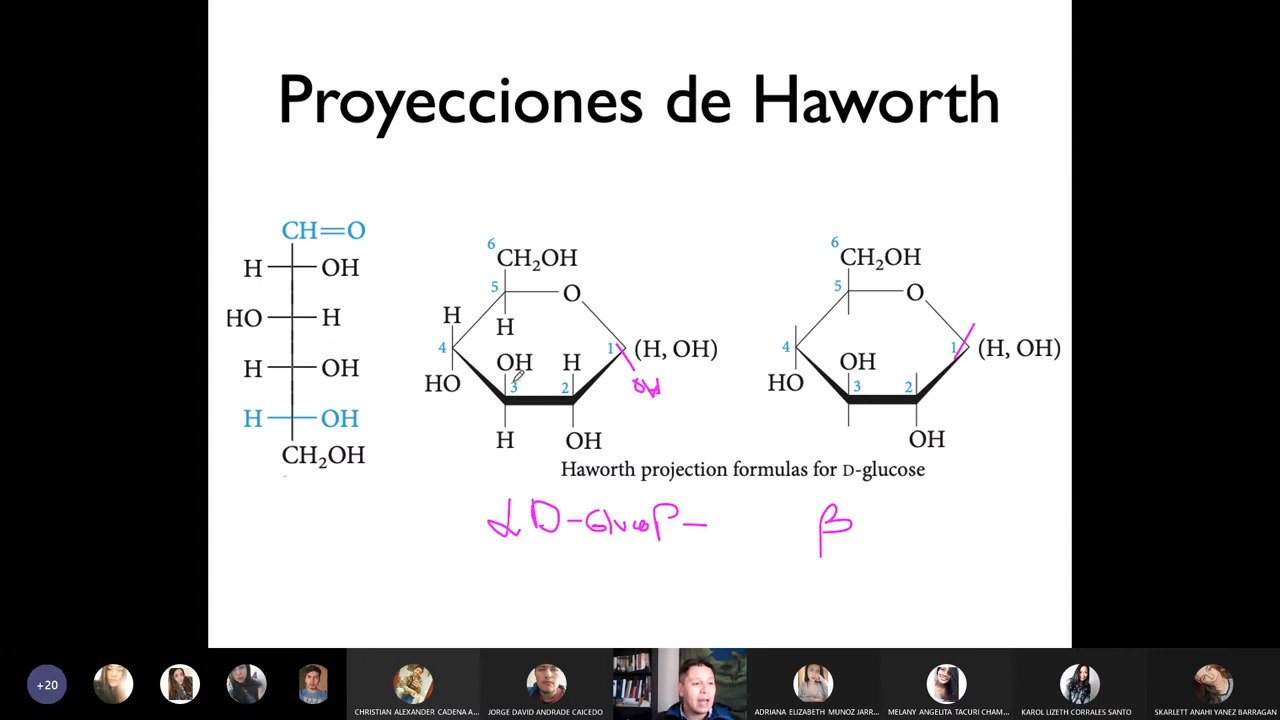 Proyecciones de Haworth
CH=O
H OH
HO H
H OH
H OH
CH₂OH
6
CH₂OH
5
O
H
H
4
OH
H
1
(H, OH)
HO
3
2
OH
H
OH
6
CH₂OH
5
O
4
1
(H, OH)
OH
HO
3
2
OH
Haworth projection formulas for D-glucose
α D-Gluco P-
β
+20
CHRISTIAN ALEXANDER CADENA A...
JORGE DAVID ANDRADE CAICEDO
ADRIANA ELIZABETH MUNOZ JARR...
MELANY ANGELITA TACURI CHAM...
KAROL LIZETH CORRALES SANTO
SKARLETT ANAHI YANEZ BARRAGAN